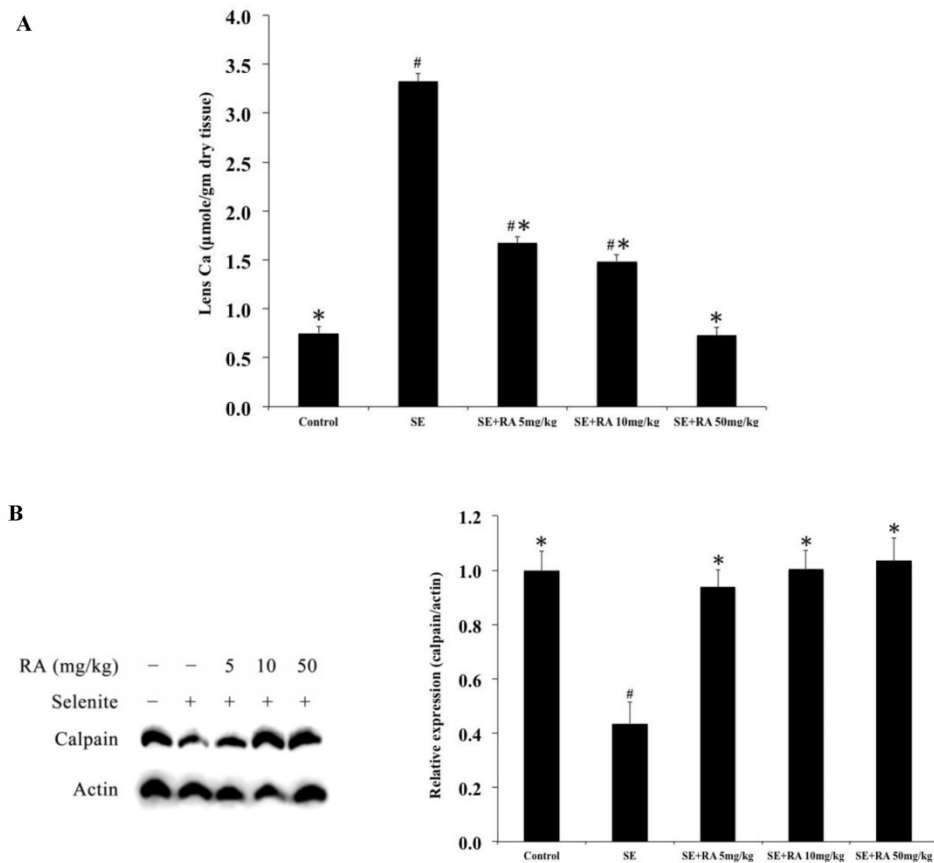 A
Lens Ca (μmole/gm dry tissue)
4.0
3.5
3.0
2.5
2.0
1.5
1.0
0.5
0.0
*
#
#*
#*
*
Control SE SE+RA 5mg/kg SE+RA 10mg/kg SE+RA 50mg/kg
B
RA (mg/kg) – – 5 10 50
Selenite – + + + +
Calpain
Actin
Relative expression (calpain/actin)
1.2
1.0
0.8
0.6
0.4
0.2
0.0
*
#
*
*
*
Control SE SE+RA 5mg/kg SE+RA 10mg/kg SE+RA 50mg/kg